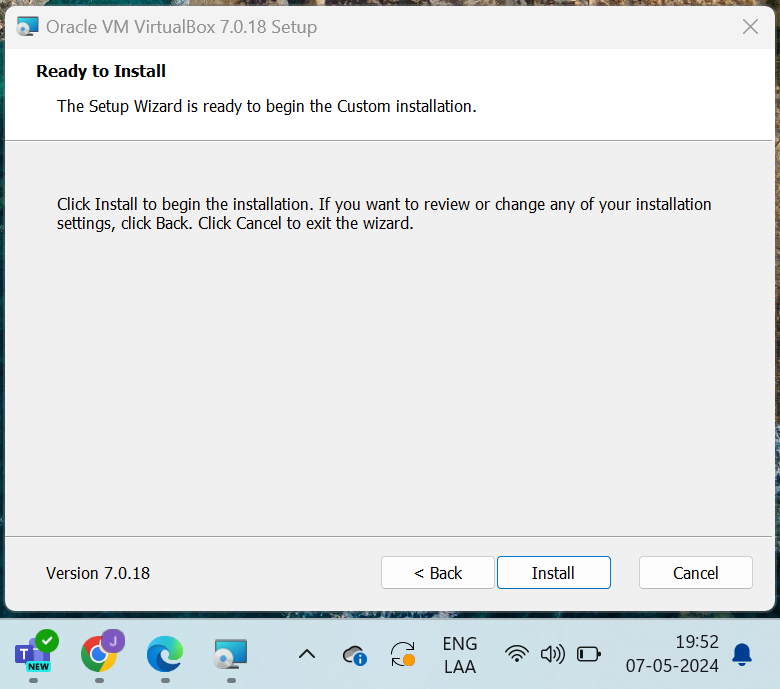 Oracle VM VirtualBox 7.0.18 Setup
Ready to Install
The Setup Wizard is ready to begin the Custom installation.
Click Install to begin the installation. If you want to review or change any of your installation
settings, click Back. Click Cancel to exit the wizard.
Version 7.0.18
< Back
Install
Cancel
T
NEW
J
ENG
LAA
19:52
07-05-2024